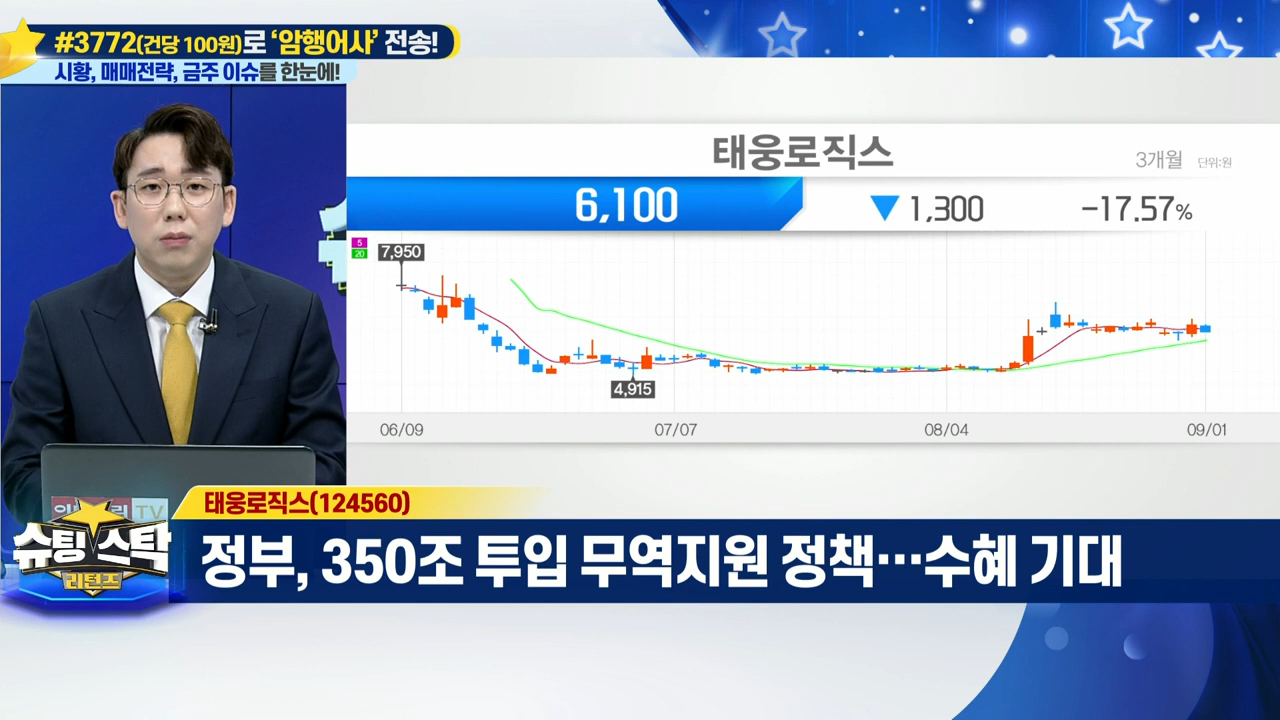 #3772(건당 100원)로 ‘암행어사’ 전송!
시황, 매매전략, 금주 이슈를 한눈에!
태웅로직스
3개월 단위:원
6,100 ▼ 1,300 -17.57%
5
20
7,950
4,915
06/09 07/07 08/04 09/01
TV
태웅로직스(124560)
슈팅 스탁
리턴즈
정부, 350조 투입 무역지원 정책…수혜 기대